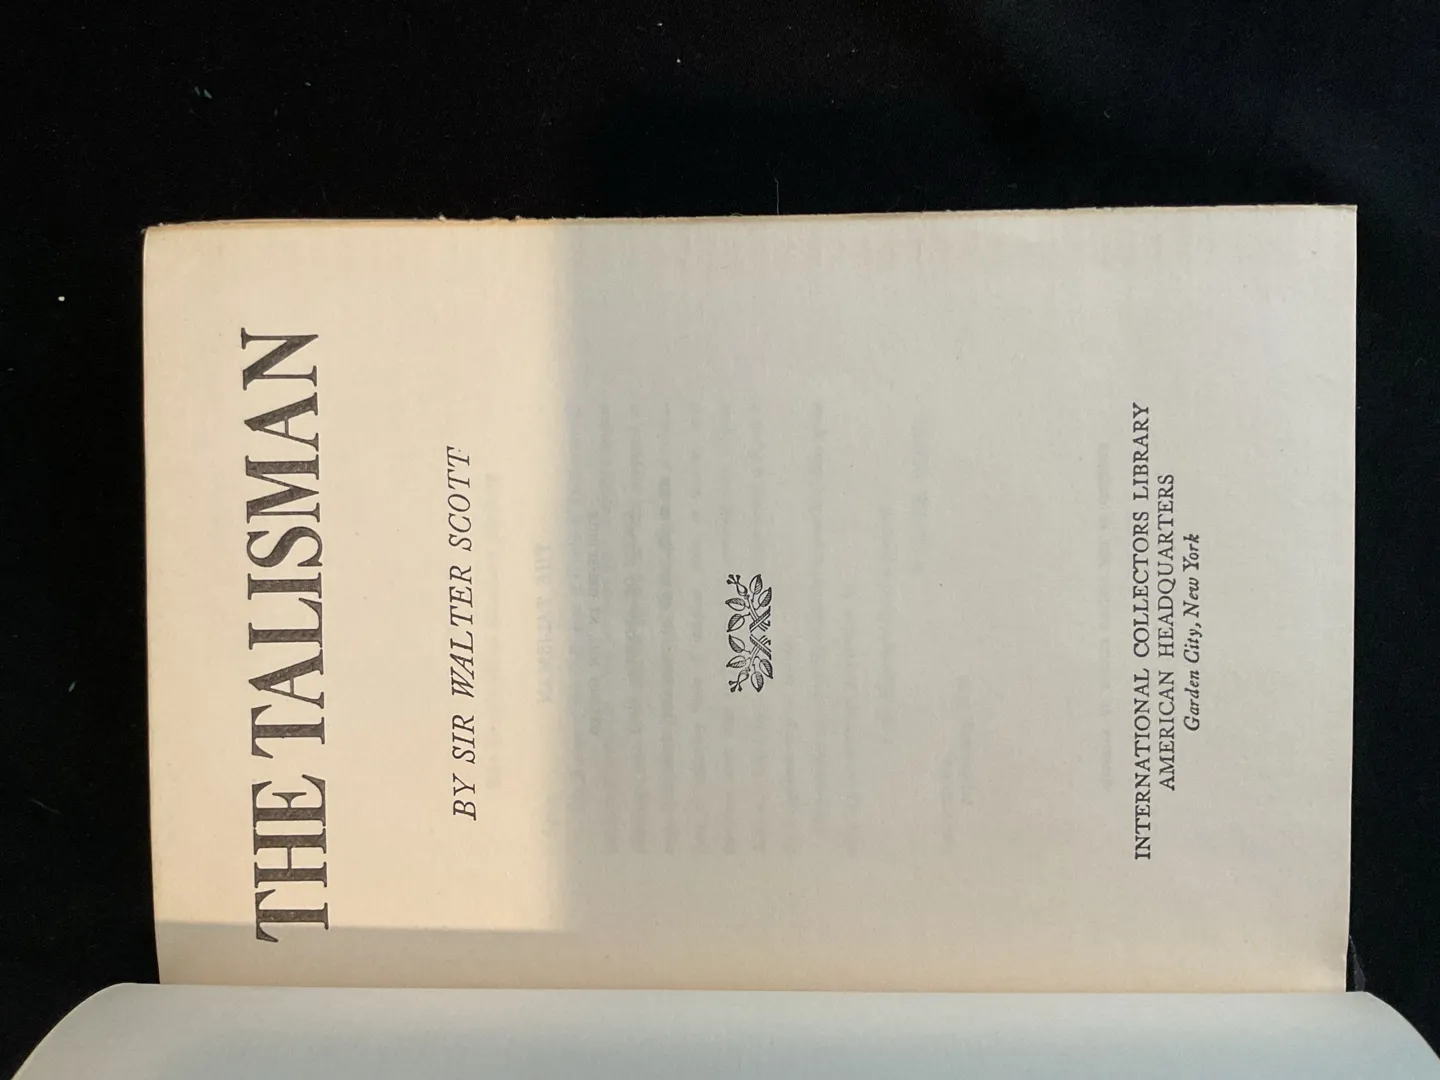 THE TALISMAN
BY SIR WALTER SCOTT
INTERNATIONAL COLLECTORS LIBRARY
AMERICAN HEADQUARTERS
Garden City, New York